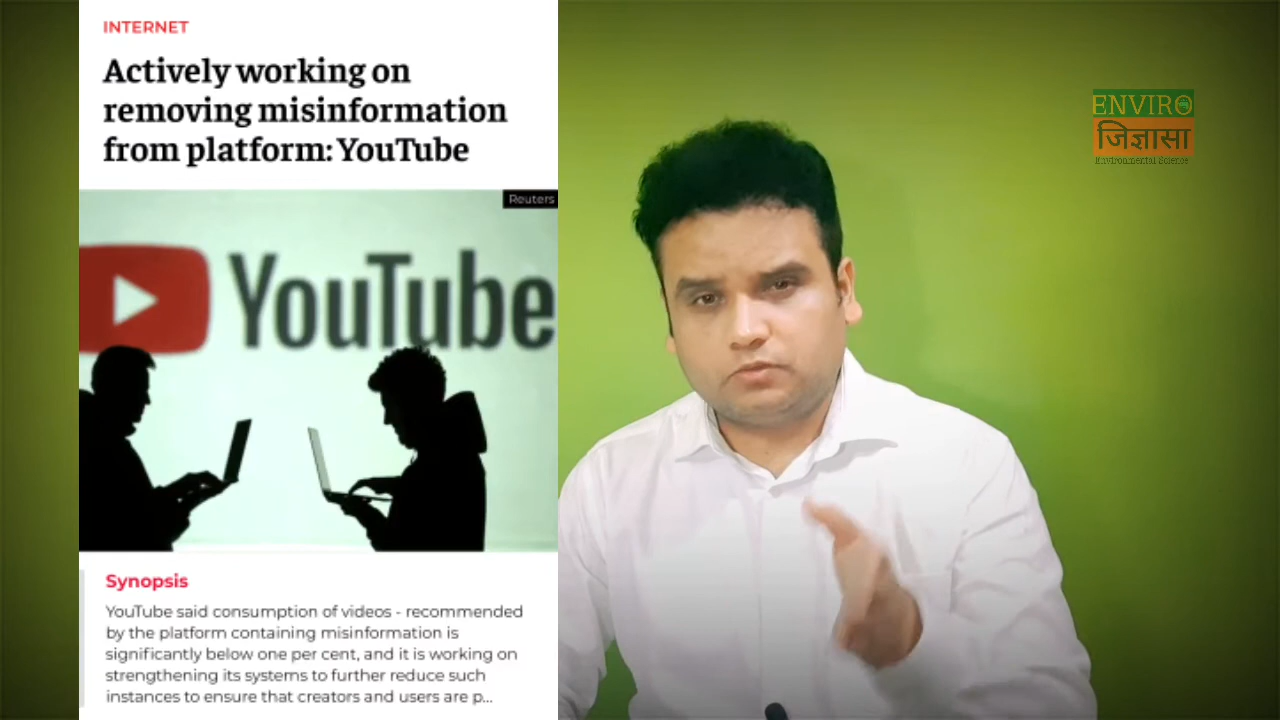 INTERNET
Actively working on
removing misinformation
from platform: YouTube
Reuters
YouTube
Synopsis
YouTube said consumption of videos - recommended
by the platform containing misinformation is
significantly below one per cent, and it is working on
strengthening its systems to further reduce such
instances to ensure that creators and users are p...
ENVIRO
जिज्ञासा
Environmental Science